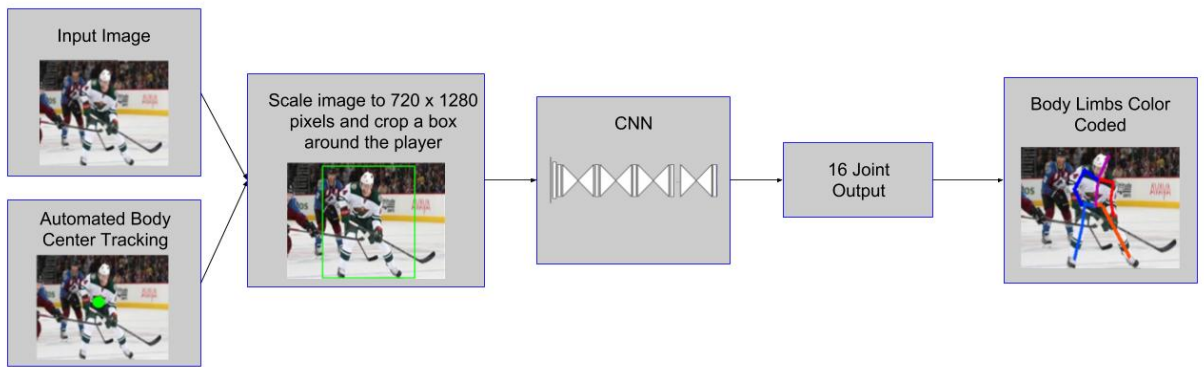 Input Image
Automated Body
Center Tracking
Scale image to 720 x 1280
pixels and crop a box
around the player
CNN
16 Joint
Output
Body Limbs Color
Coded